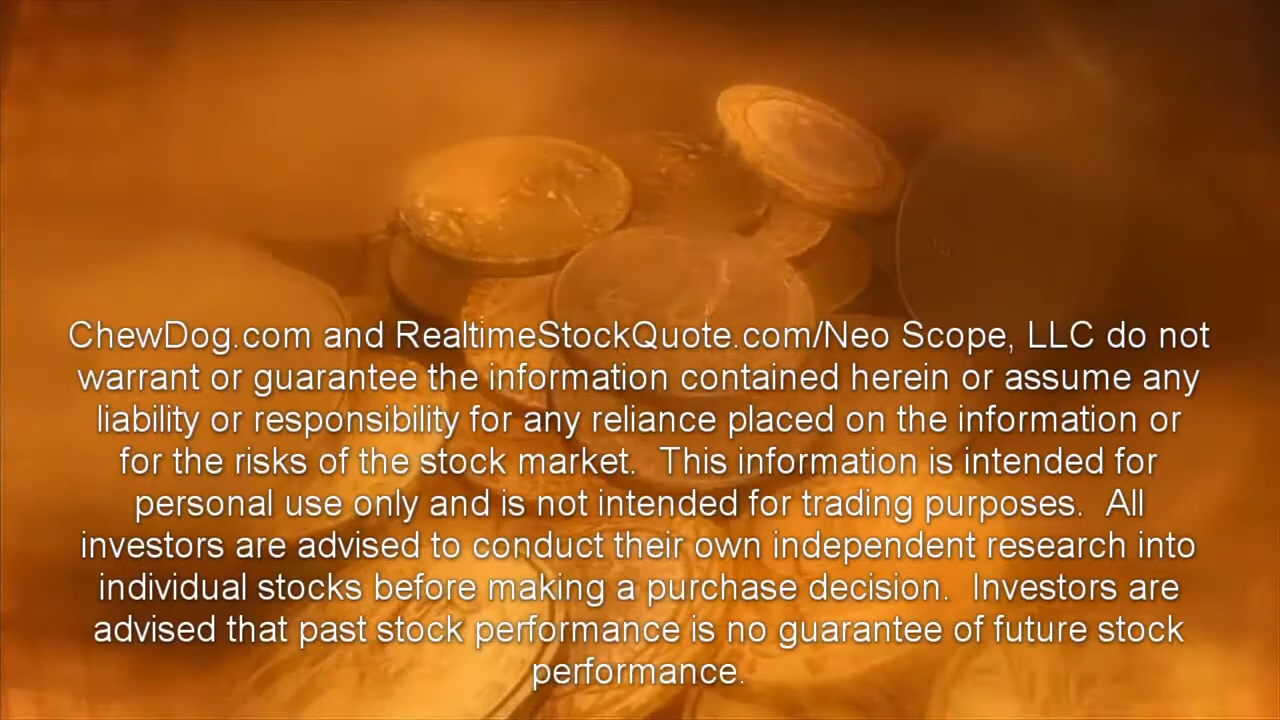 ChewDog.com and RealtimeStockQuote.com/Neo Scope, LLC do not
warrant or guarantee the information contained herein or assume any
liability or responsibility for any reliance placed on the information or
for the risks of the stock market.  This information is intended for
personal use only and is not intended for trading purposes.  All
investors are advised to conduct their own independent research into
individual stocks before making a purchase decision.  Investors are
advised that past stock performance is no guarantee of future stock
performance.